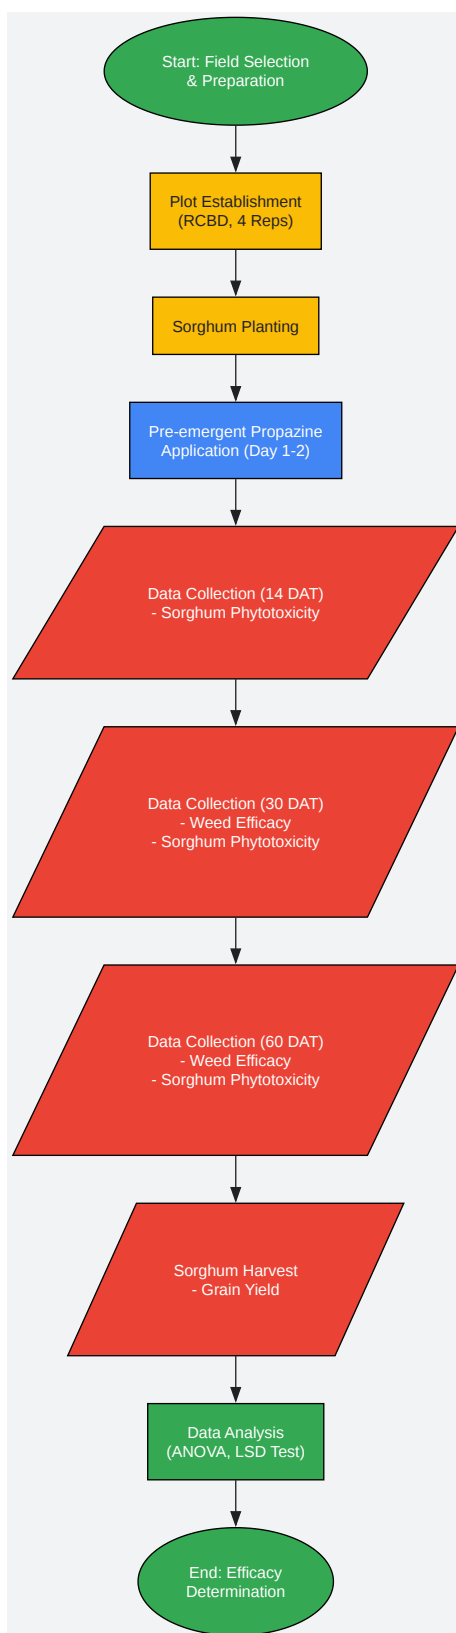 Start: Field Selection
& Preparation
Plot Establishment
(RCBD, 4 Reps)
Sorghum Planting
Pre-emergent Propazine
Application (Day 1-2)
Data Collection (14 DAT)
- Sorghum Phytotoxicity
Data Collection (30 DAT)
- Weed Efficacy
- Sorghum Phytotoxicity
Data Collection (60 DAT)
- Weed Efficacy
- Sorghum Phytotoxicity
Sorghum Harvest
- Grain Yield
Data Analysis
(ANOVA, LSD Test)
End: Efficacy
Determination